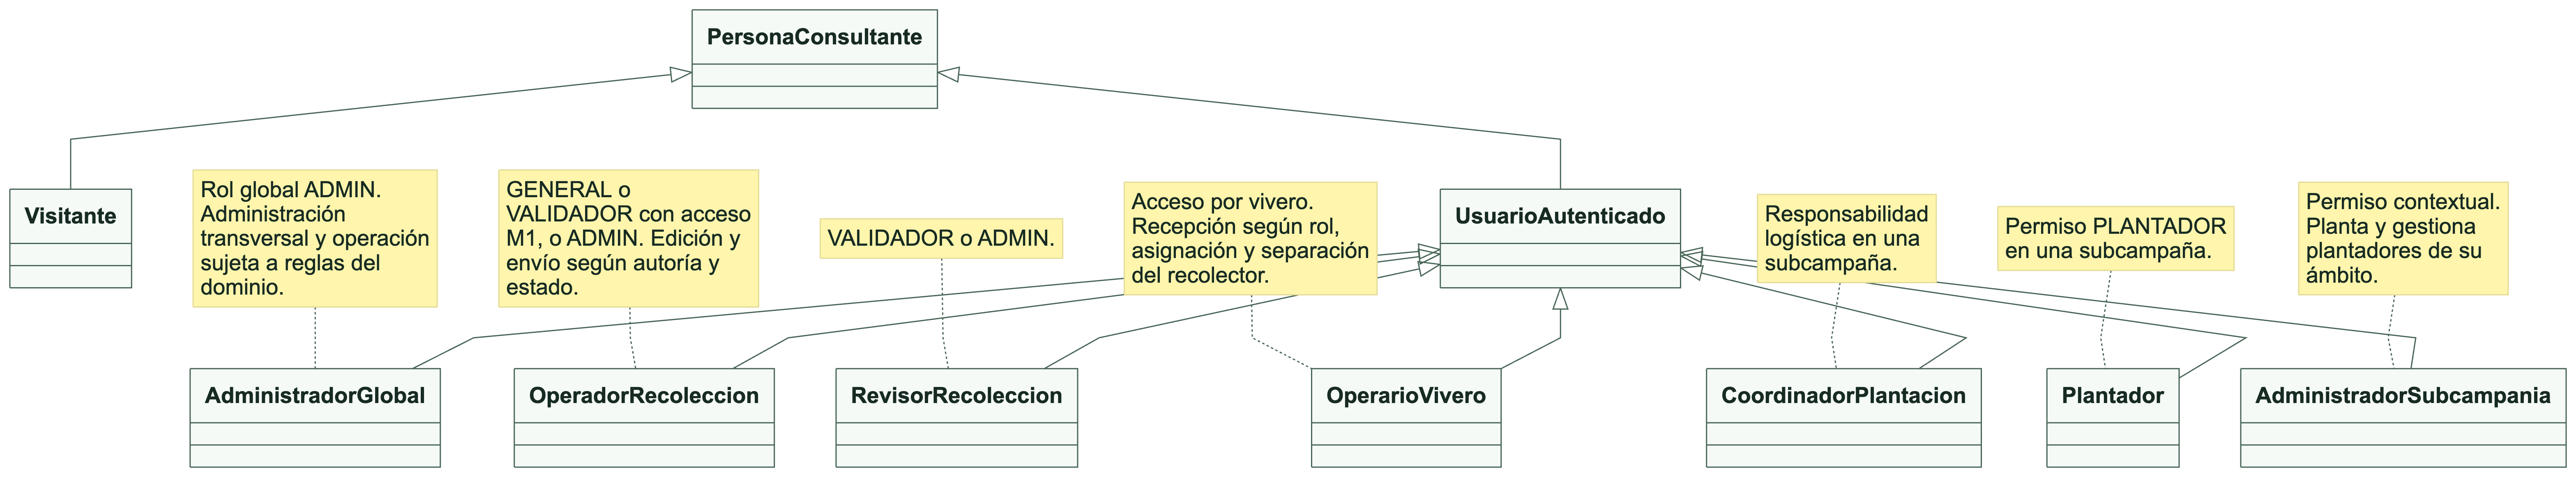 PersonaConsultante
Visitante
Rol global ADMIN.
Administración
transversal y operación
sujeta a reglas del
dominio.
GENERAL o
VALIDADOR con acceso
M1, o ADMIN. Edición y
envío según autoría y
estado.
VALIDADOR o ADMIN.
Acceso por vivero.
Recepción según rol,
asignación y separación
del recolector.
UsuarioAutenticado
Responsabilidad
logística en una
subcampaña.
Permiso PLANTADOR
en una subcampaña.
Permiso contextual.
Planta y gestiona
plantadores de su
ámbito.
AdministradorGlobal
OperadorRecoleccion
RevisorRecoleccion
OperarioVivero
CoordinadorPlantacion
Plantador
AdministradorSubcampania